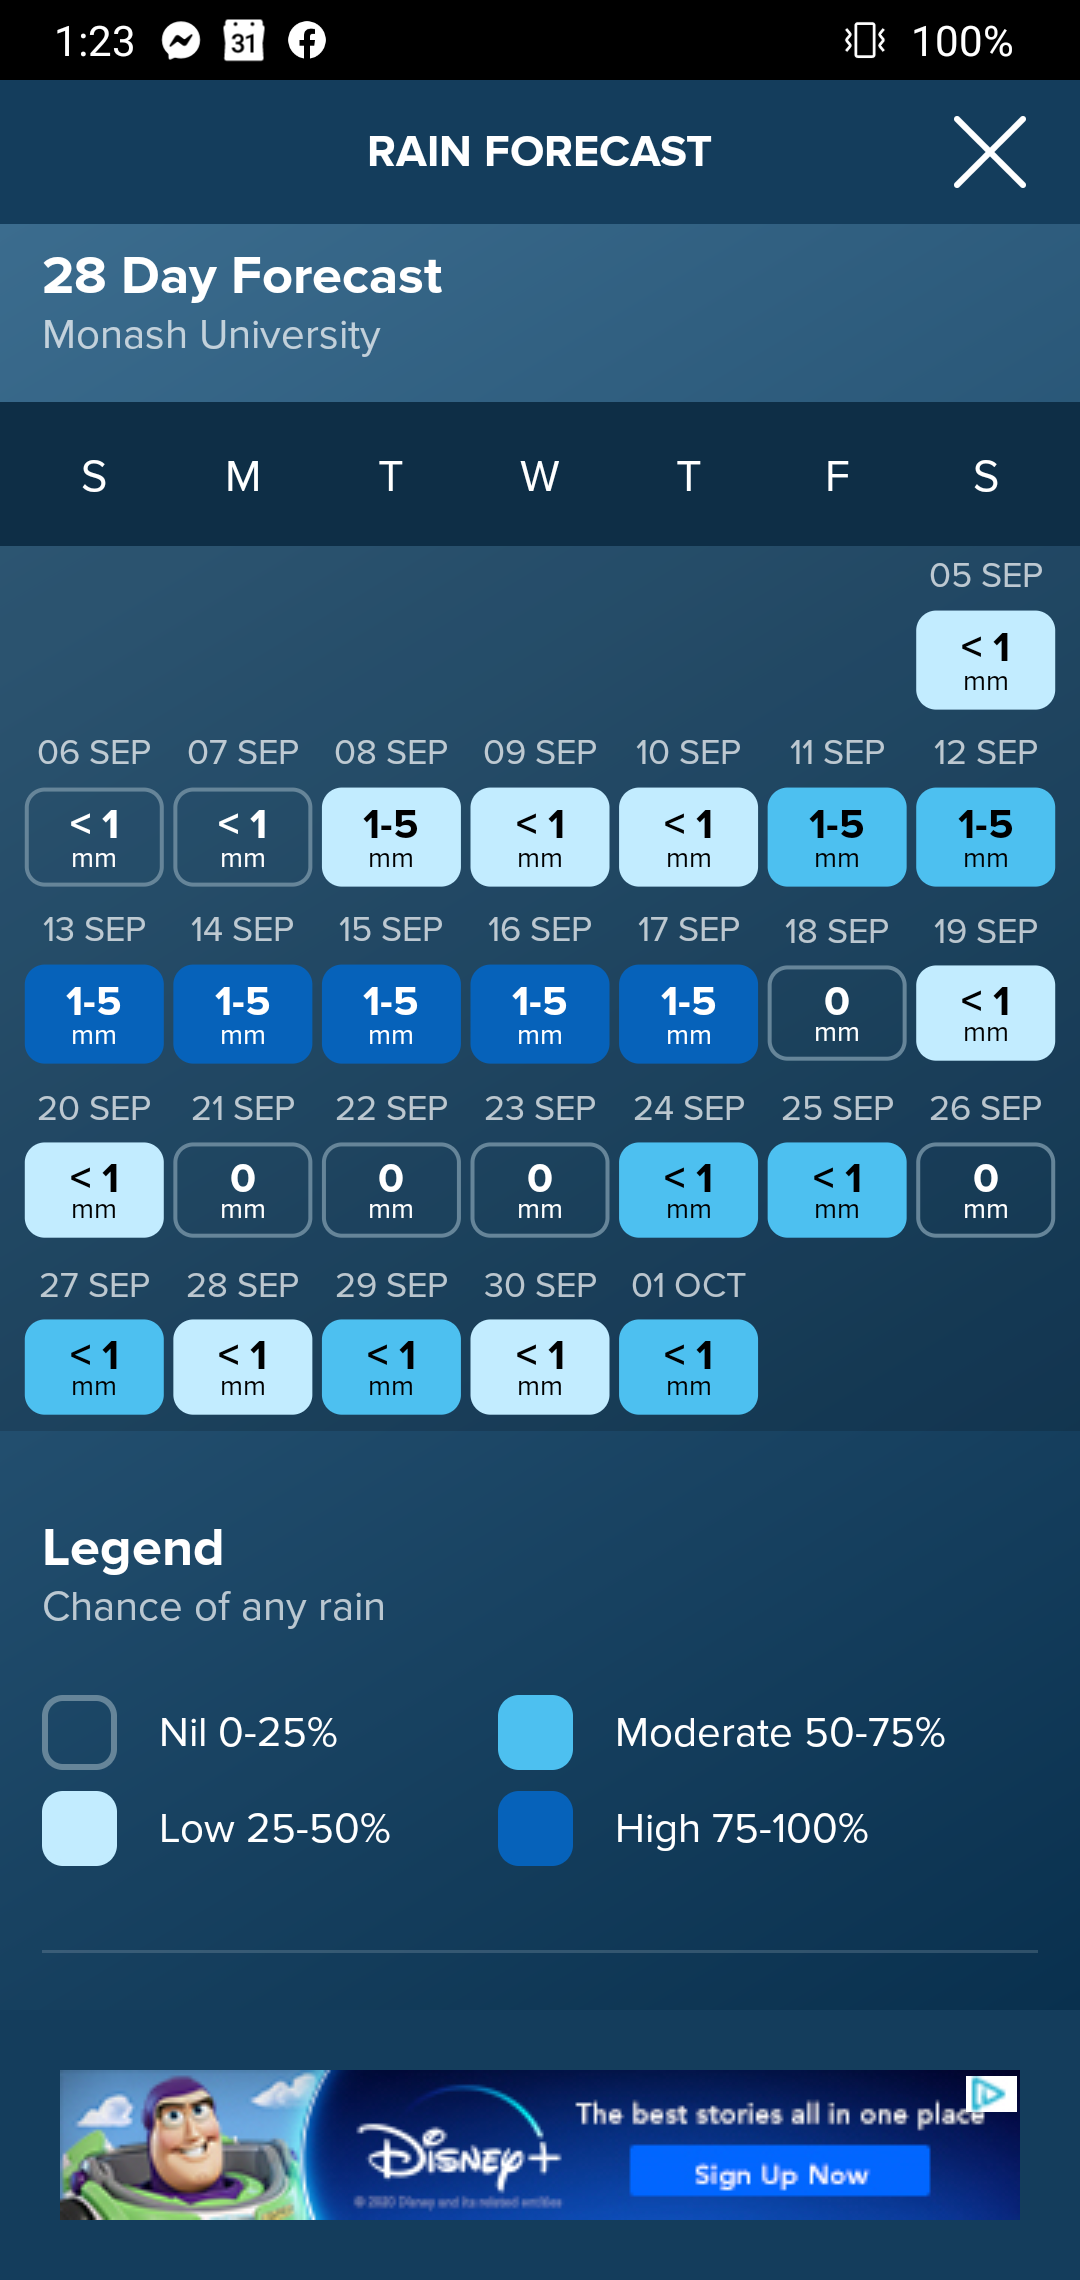 1:23 31 100%
RAIN FORECAST
28 Day Forecast
Monash University
S M T W T F S
05 SEP
< 1
mm
06 SEP 07 SEP 08 SEP 09 SEP 10 SEP 11 SEP 12 SEP
< 1 < 1 1-5 < 1 < 1 1-5 1-5
mm mm mm mm mm mm mm
13 SEP 14 SEP 15 SEP 16 SEP 17 SEP 18 SEP 19 SEP
1-5 1-5 1-5 1-5 1-5 0 < 1
mm mm mm mm mm mm mm
20 SEP 21 SEP 22 SEP 23 SEP 24 SEP 25 SEP 26 SEP
< 1 0 0 0 < 1 < 1 0
mm mm mm mm mm mm mm
27 SEP 28 SEP 29 SEP 30 SEP 01 OCT
< 1 < 1 < 1 < 1 < 1
mm mm mm mm mm
Legend
Chance of any rain
Nil 0-25% Moderate 50-75%
Low 25-50% High 75-100%
The best stories all in one place
Disney+
Sign Up Now
© 2020 Disney and its related entities